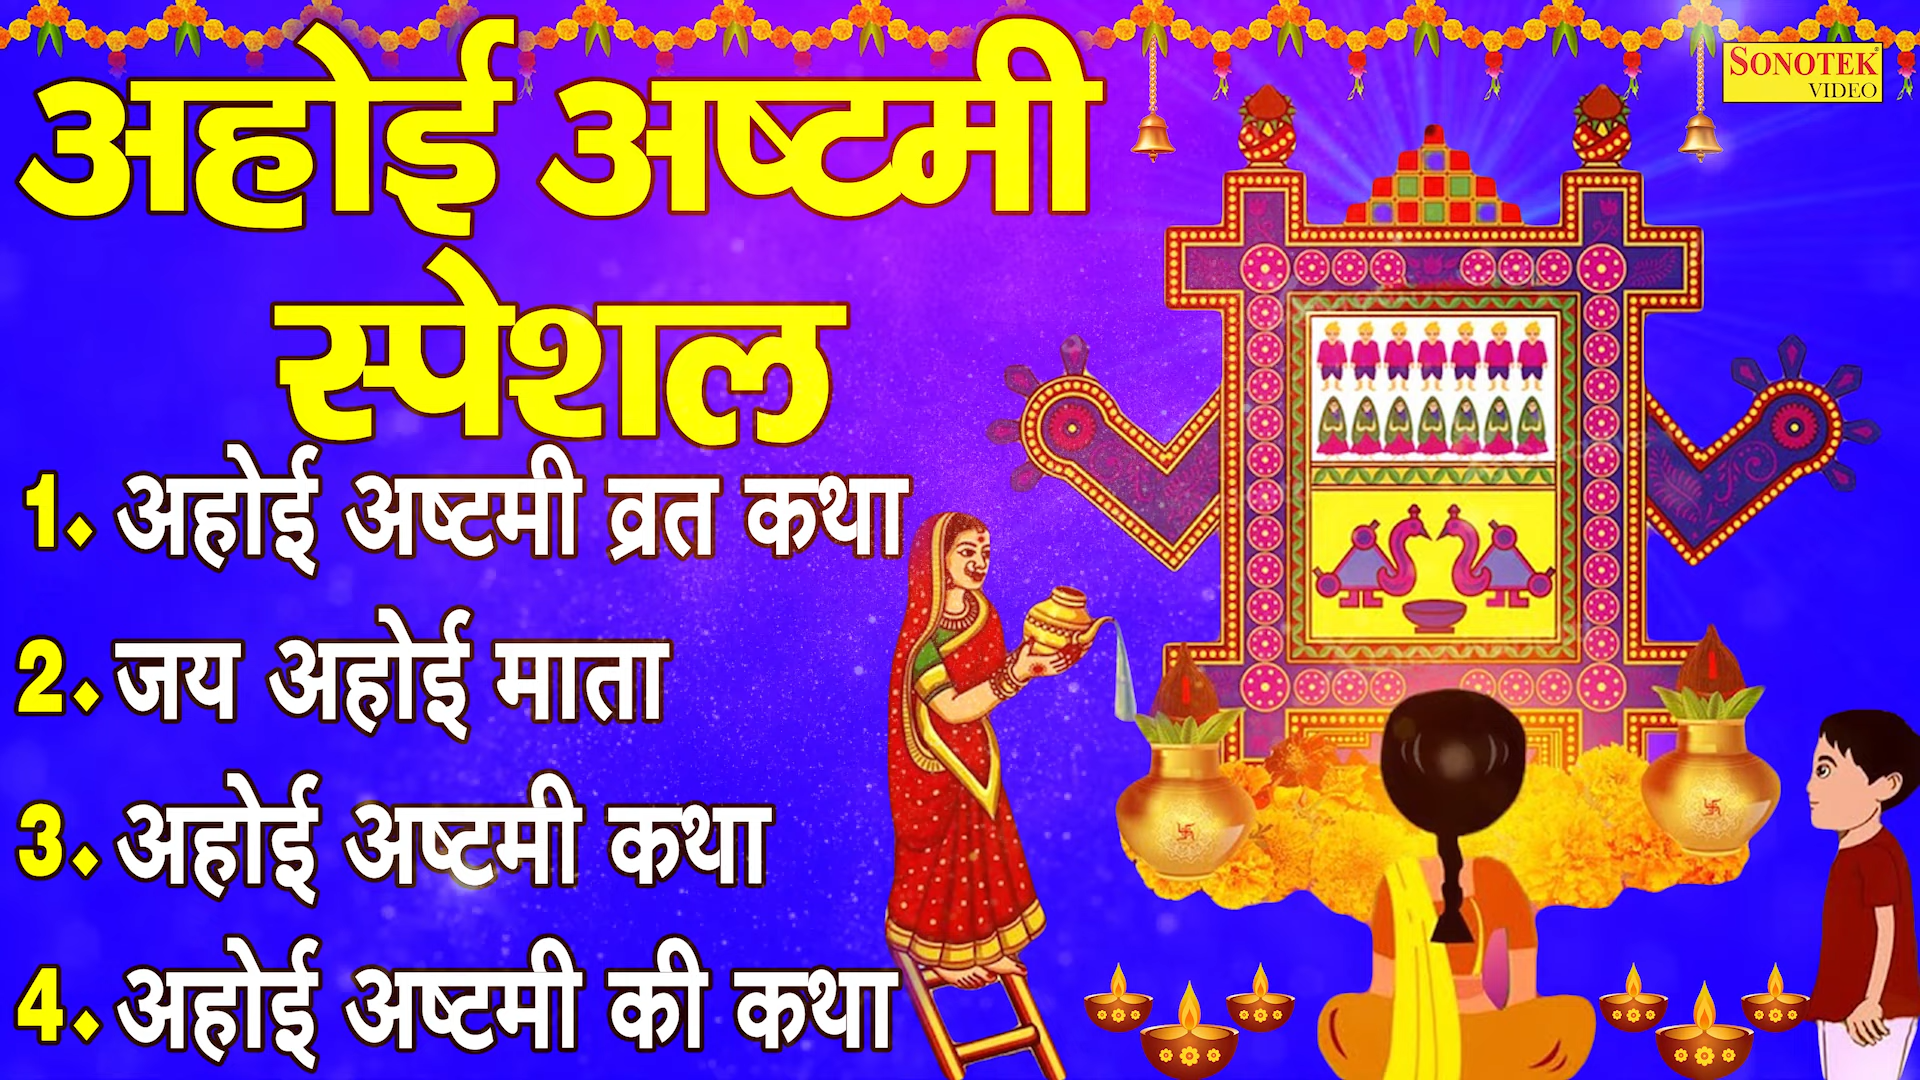 अहोई अष्टमी
स्पेशल
1. अहोई अष्टमी व्रत कथा
2. जय अहोई माता
3. अहोई अष्टमी कथा
4. अहोई अष्टमी की कथा
SONOTEK
VIDEO